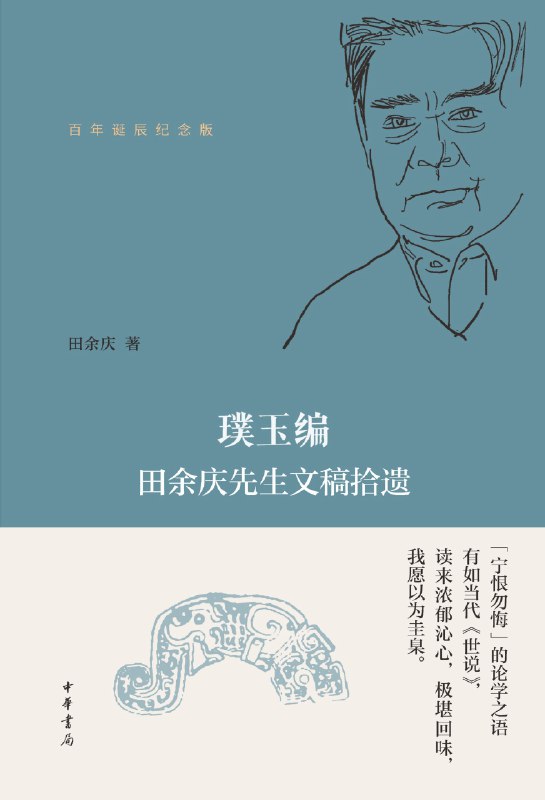 百年诞辰纪念版
田余庆 著
璞玉编
田余庆先生文稿拾遗
「宁恨勿悔」的论学之语
有如当代《世说》，
读来浓郁沁心，极堪回味，
我愿以为圭臬。
中華書局